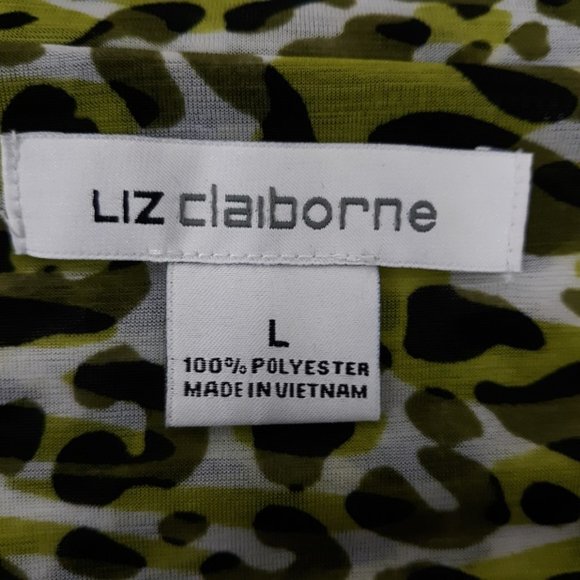 LIZ claiborne
L
100% POLYESTER
MADE IN VIETNAM